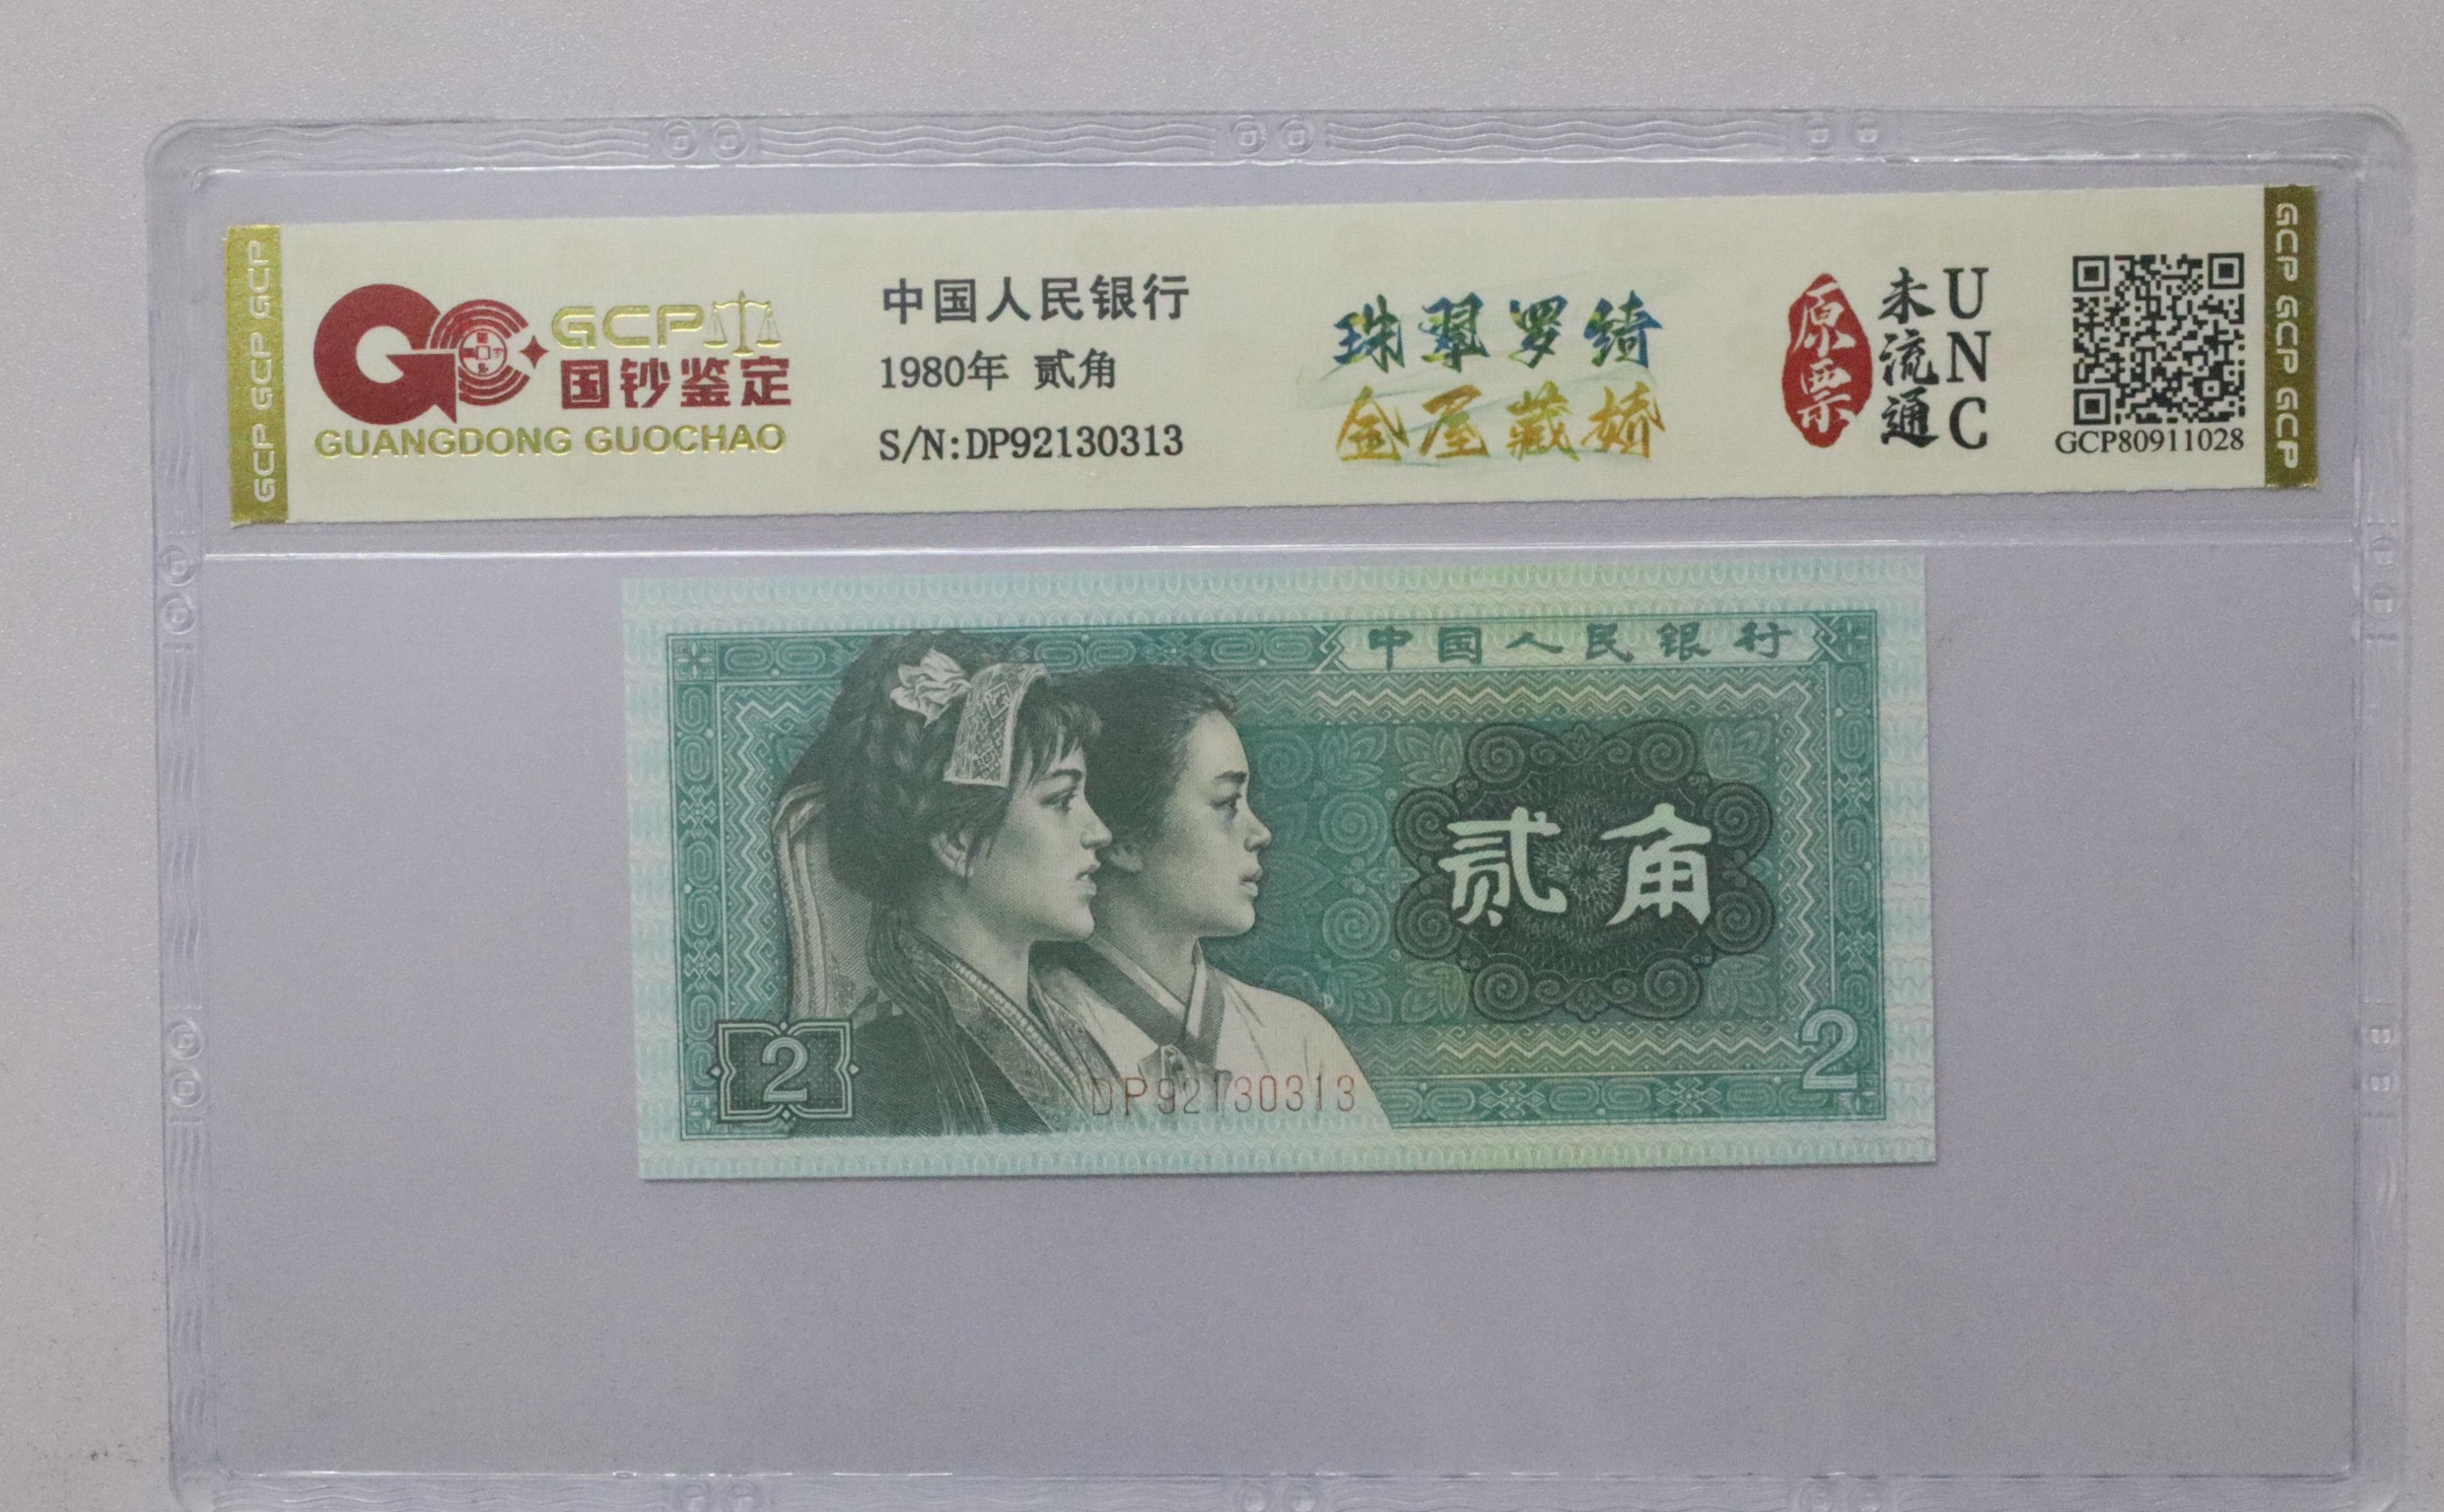 GCP GCP GCP GCP
GCP
国钞鉴定
GUANGDONG GUOCHAO
中国人民银行
1980年 贰角
S/N:DP92130313
珠翠罗绮
金屋藏娇
原票
未流通
UNC
GCP80911028
GCP GCP GCP GCP
中国人民银行
贰角
2
2
DP92130313